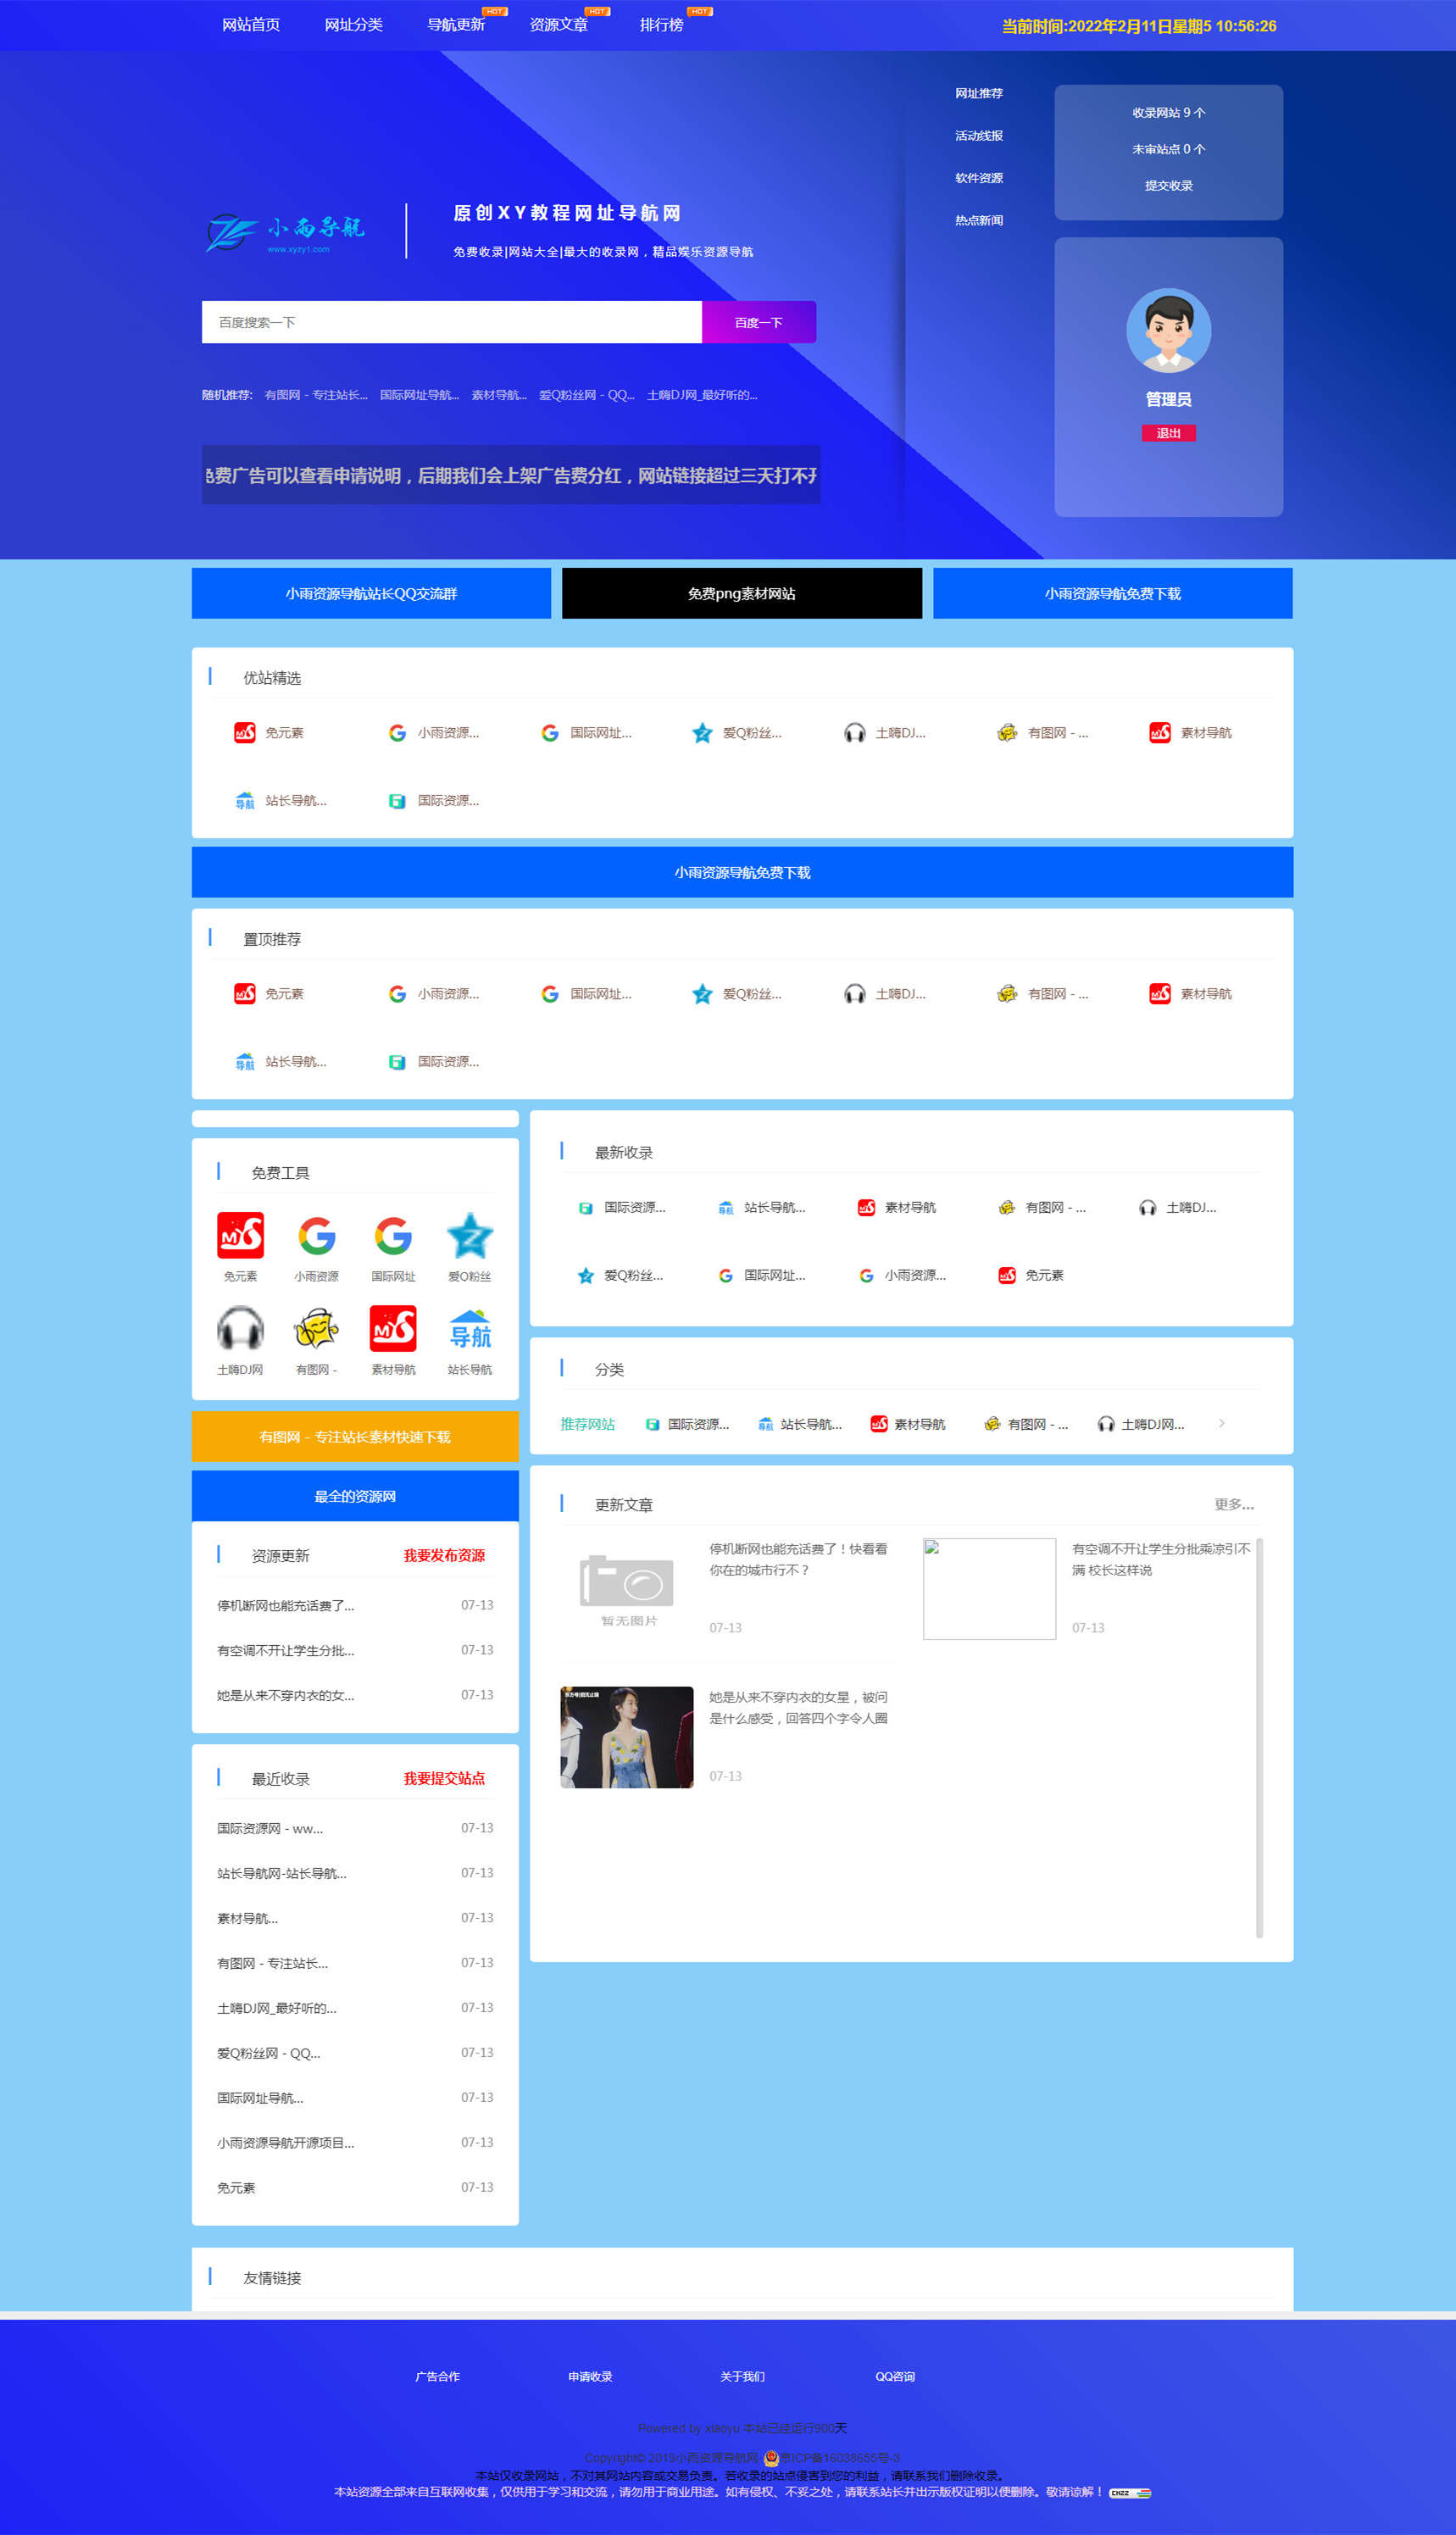 网站首页
网址分类
导航更新
HOT
资源文章
HOT
排行榜
HOT
当前时间:2022年2月11日星期5 10:56:26
网址推荐
活动线报
软件资源
热点新闻
收录网站 9 个
未审站点 0 个
提交收录
小雨导航
www.xyzy1.com
原创XY教程网址导航网
免费收录|网站大全|最大的收录网，精品娱乐资源导航
百度搜索一下
百度一下
随机推荐:
有图网 - 专注站长...
国际网址导航...
素材导航...
爱Q粉丝网 - QQ...
土嗨DJ网_最好听的...
免费广告可以查看申请说明，后期我们会上架广告费分红，网站链接超过三天打不开
管理员
退出
小雨资源导航站长QQ交流群
免费png素材网站
小雨资源导航免费下载
优站精选
免元素
小雨资源...
国际网址...
爱Q粉丝...
土嗨DJ...
有图网 - ...
素材导航
导航
站长导航...
国际资源...
小雨资源导航免费下载
置顶推荐
免元素
小雨资源...
国际网址...
爱Q粉丝...
土嗨DJ...
有图网 - ...
素材导航
导航
站长导航...
国际资源...
免费工具
免元素
小雨资源
国际网址
爱Q粉丝
土嗨DJ网
有图网 -
素材导航
导航
站长导航
最新收录
国际资源...
导航
站长导航...
素材导航
有图网 - ...
土嗨DJ...
爱Q粉丝...
国际网址...
小雨资源...
免元素
分类
推荐网站
国际资源...
导航
站长导航...
素材导航
有图网 - ...
土嗨DJ网...
有图网 - 专注站长素材快速下载
最全的资源网
资源更新
我要发布资源
停机断网也能充话费了...
07-13
有空调不开让学生分批...
07-13
她是从来不穿内衣的女...
07-13
更新文章
更多...
暂无图片
停机断网也能充话费了！快看看
你在的城市行不？
07-13
有空调不开让学生分批乘凉引不
满 校长这样说
07-13
她是从来不穿内衣的女星，被问
是什么感受，回答四个字令人圈
07-13
最近收录
我要提交站点
国际资源网 - ww...
07-13
站长导航网-站长导航...
07-13
素材导航...
07-13
有图网 - 专注站长...
07-13
土嗨DJ网_最好听的...
07-13
爱Q粉丝网 - QQ...
07-13
国际网址导航...
07-13
小雨资源导航开源项目...
07-13
免元素
07-13
友情链接
广告合作
申请收录
关于我们
QQ咨询
Powered by xiaoyu 本站已经运行900天
Copyright© 2019小雨资源导航网 京ICP备16038655号-3
本站仅收录网站，不对其网站内容或交易负责。若收录的站点侵害到您的利益，请联系我们删除收录。
本站资源全部来自互联网收集，仅供用于学习和交流，请勿用于商业用途。如有侵权、不妥之处，请联系站长并出示版权证明以便删除。敬请谅解！
CNZZ